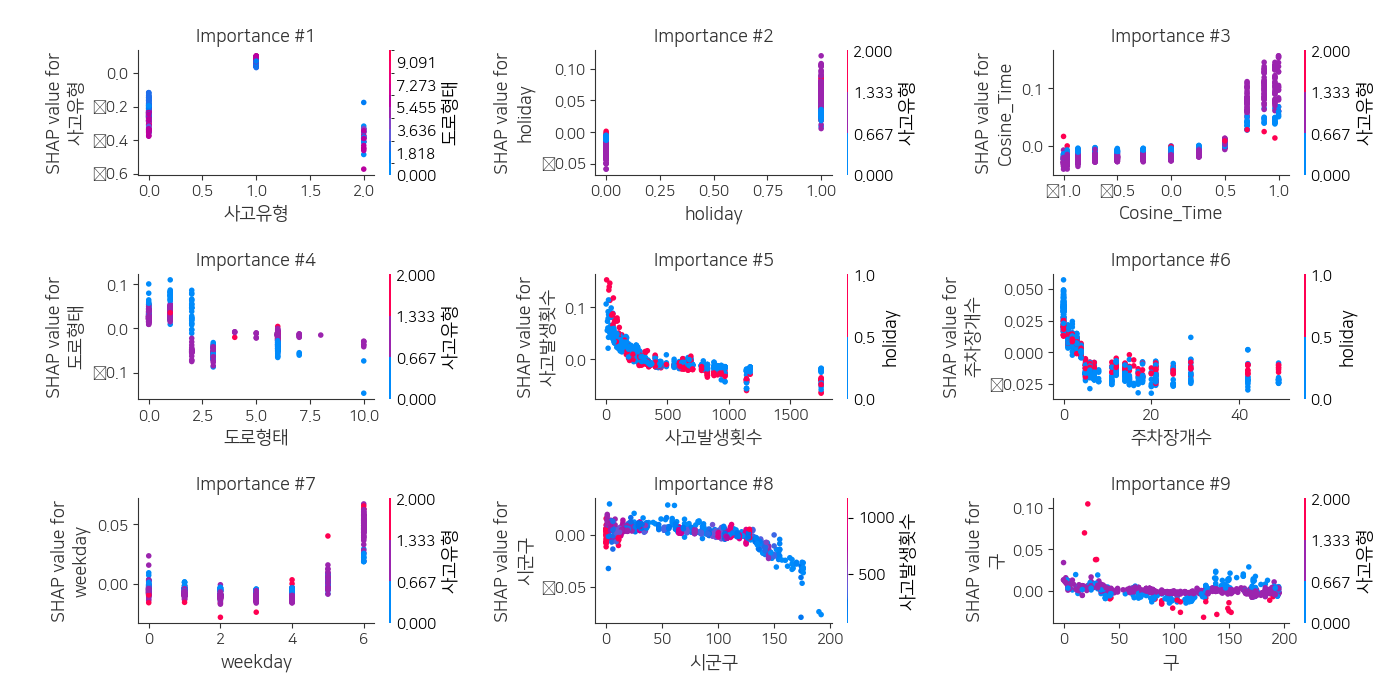 Importance #1
SHAP value for
사고유형
0.0
0.2
0.4
0.6
0.0 0.5 1.0 1.5 2.0
사고유형
9.091
7.273
5.455
3.636
1.818
0.000
도로형태
Importance #2
SHAP value for
holiday
0.10
0.05
0.00
0.05
0.00 0.25 0.50 0.75 1.00
holiday
2.000
1.333
0.667
0.000
사고유형
Importance #3
SHAP value for
Cosine_Time
0.1
0.0
1.0 0.5 0.0 0.5 1.0
Cosine_Time
2.000
1.333
0.667
0.000
사고유형
Importance #4
SHAP value for
도로형태
0.1
0.0
0.1
0.0 2.5 5.0 7.5 10.0
도로형태
2.000
1.333
0.667
0.000
사고유형
Importance #5
SHAP value for
사고발생횟수
0.1
0.0
0 500 1000 1500
사고발생횟수
1.0
0.5
0.0
holiday
Importance #6
SHAP value for
주차장개수
0.050
0.025
0.000
0.025
0 20 40
주차장개수
1.0
0.5
0.0
holiday
Importance #7
SHAP value for
weekday
0.05
0.00
0 2 4 6
weekday
2.000
1.333
0.667
0.000
사고유형
Importance #8
SHAP value for
시군구
0.00
0.05
0 50 100 150 200
시군구
1000
500
사고발생횟수
Importance #9
SHAP value for
구
0.10
0.05
0.00
0 50 100 150 200
구
2.000
1.333
0.667
0.000
사고유형